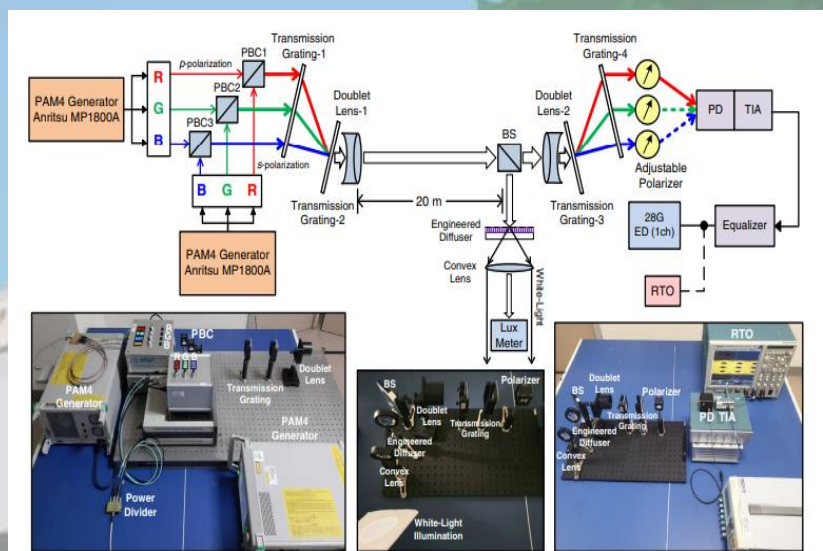 Transmission
Grating-1
PBC1
p-polarization
PBC2
PBC3
s-polarization
PAM4 Generator
Anritsu MP1800A
R
G
B
B G R
PAM4 Generator
Anritsu MP1800A
Doublet
Lens-1
Transmission
Grating-2
20 m
BS
Doublet
Lens-2
Transmission
Grating-4
Transmission
Grating-3
Adjustable
Polarizer
PD
TIA
Equalizer
28G
ED (1ch)
RTO
Engineered
Diffuser
Convex
Lens
White-Light
Lux
Meter
PAM4
Generator
R
G
B
PBC
R G B
Transmission
Grating
Doublet
Lens
PAM4
Generator
Power
Divider
BS
Doublet
Lens
Polarizer
Transmission
Grating
Engineered
Diffuser
Convex
Lens
White-Light
Illumination
RTO
BS
Doublet
Lens
Polarizer
PD TIA
Transmission
Grating
Engineered
Diffuser
Convex
Lens